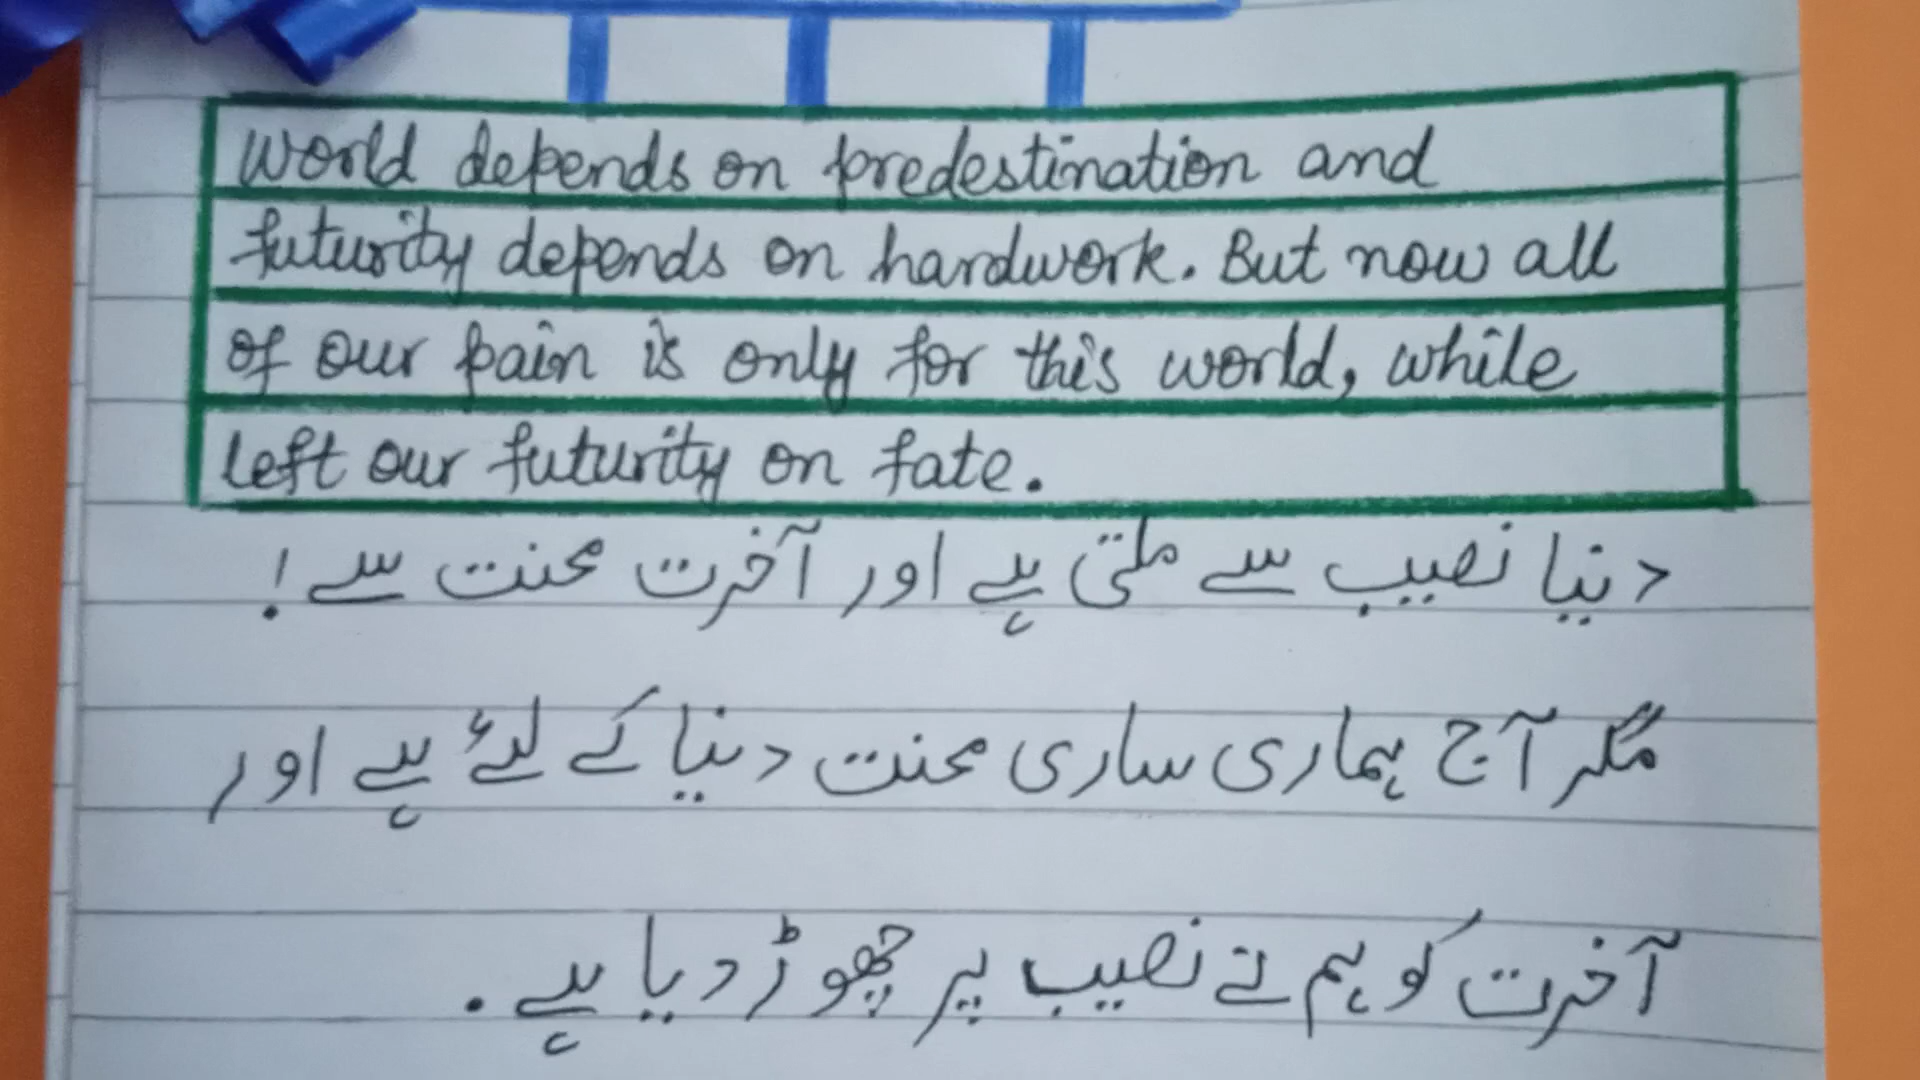 World depends on predestination and
futurity depends on hardwork. But now all
of our pain is only for this world, while
left our futurity on fate.
دنیا نصیب سے ملتی ہے اور آخرت محنت سے!
مگر آج ہماری ساری محنت دنیا کے لئے ہے اور
آخرت کو ہم نے نصیب پر چھوڑ دیا ہے.